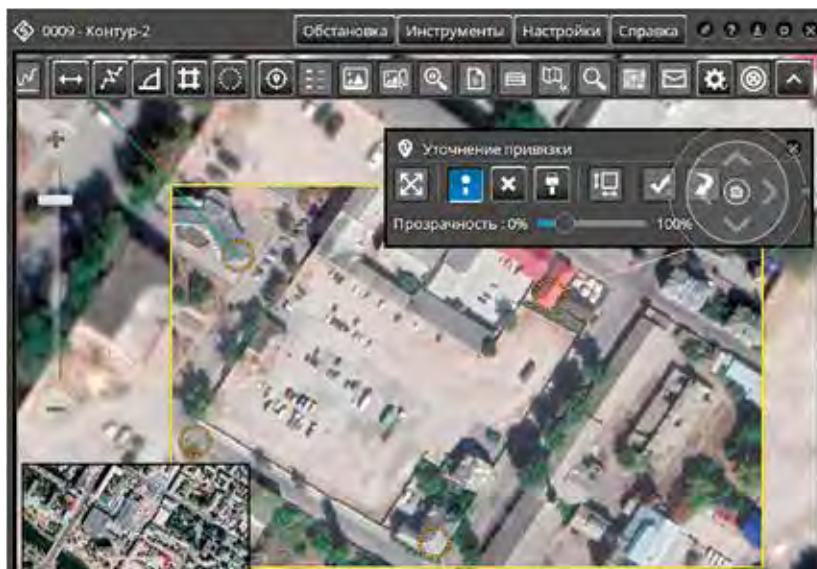 0009 - Контур-2 Обстановка Инструменты Настройки Справка
Уточнение привязки
Прозрачность : 0% 100%